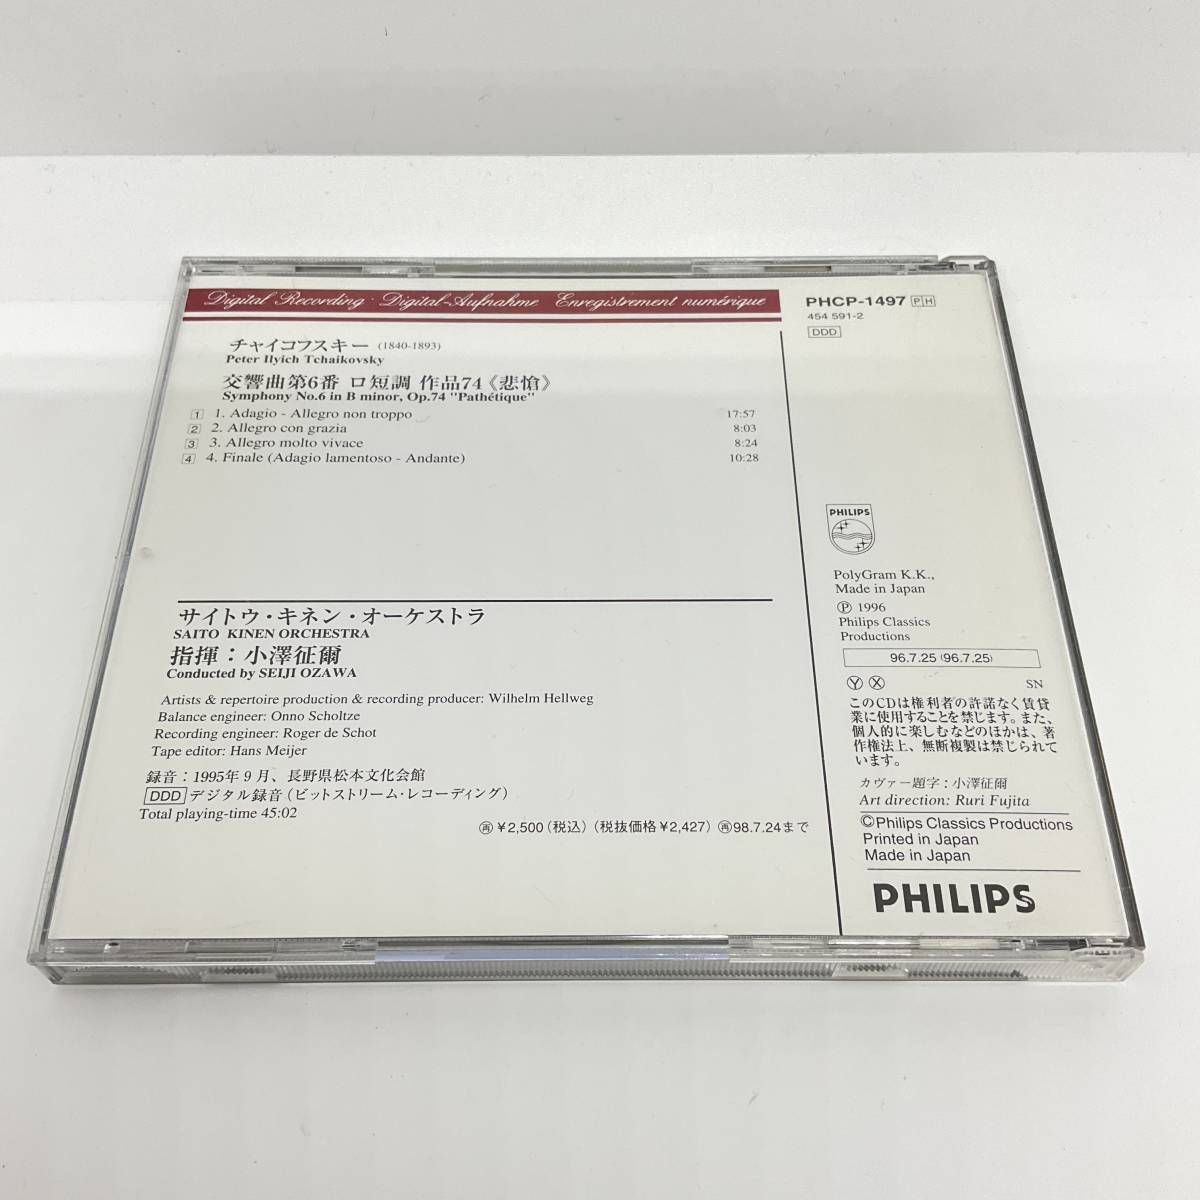 Digital Recording · Digital-Aufnahme Enregistrement numérique
チャイコフスキー (1840-1893)
Peter Ilyich Tchaikovsky
交響曲第6番 ロ短調 作品74《悲愴》
Symphony No.6 in B minor, Op.74 "Pathétique"
1 1. Adagio - Allegro non troppo 17:57
2 2. Allegro con grazia 8:03
3 3. Allegro molto vivace 8:24
4 4. Finale (Adagio lamentoso - Andante) 10:28
サイトウ・キネン・オーケストラ
SAITO KINEN ORCHESTRA
指揮：小澤征爾
Conducted by SEIJI OZAWA
Artists & repertoire production & recording producer: Wilhelm Hellweg
Balance engineer: Onno Scholtze
Recording engineer: Roger de Schot
Tape editor: Hans Meijer
録音：1995年9月、長野県松本文化会館
DDD デジタル録音(ビットストリーム・レコーディング)
Total playing-time 45:02
㊢¥2,500(税込)(税抜価格¥2,427) ㊢98.7.24まで
PHCP-1497 PH
454 591-2
DDD
PHILIPS
PolyGram K.K.,
Made in Japan
Ⓟ 1996
Philips Classics
Productions
96.7.25 (96.7.25)
Ⓨ Ⓧ SN
このCDは権利者の許諾なく賃貸
業に使用することを禁じます。また、
個人的に楽しむなどのほかは、著
作権法上、無断複製は禁じられて
います。
カヴァー題字：小澤征爾
Art direction: Ruri Fujita
©Philips Classics Productions
Printed in Japan
Made in Japan
PHILIPS